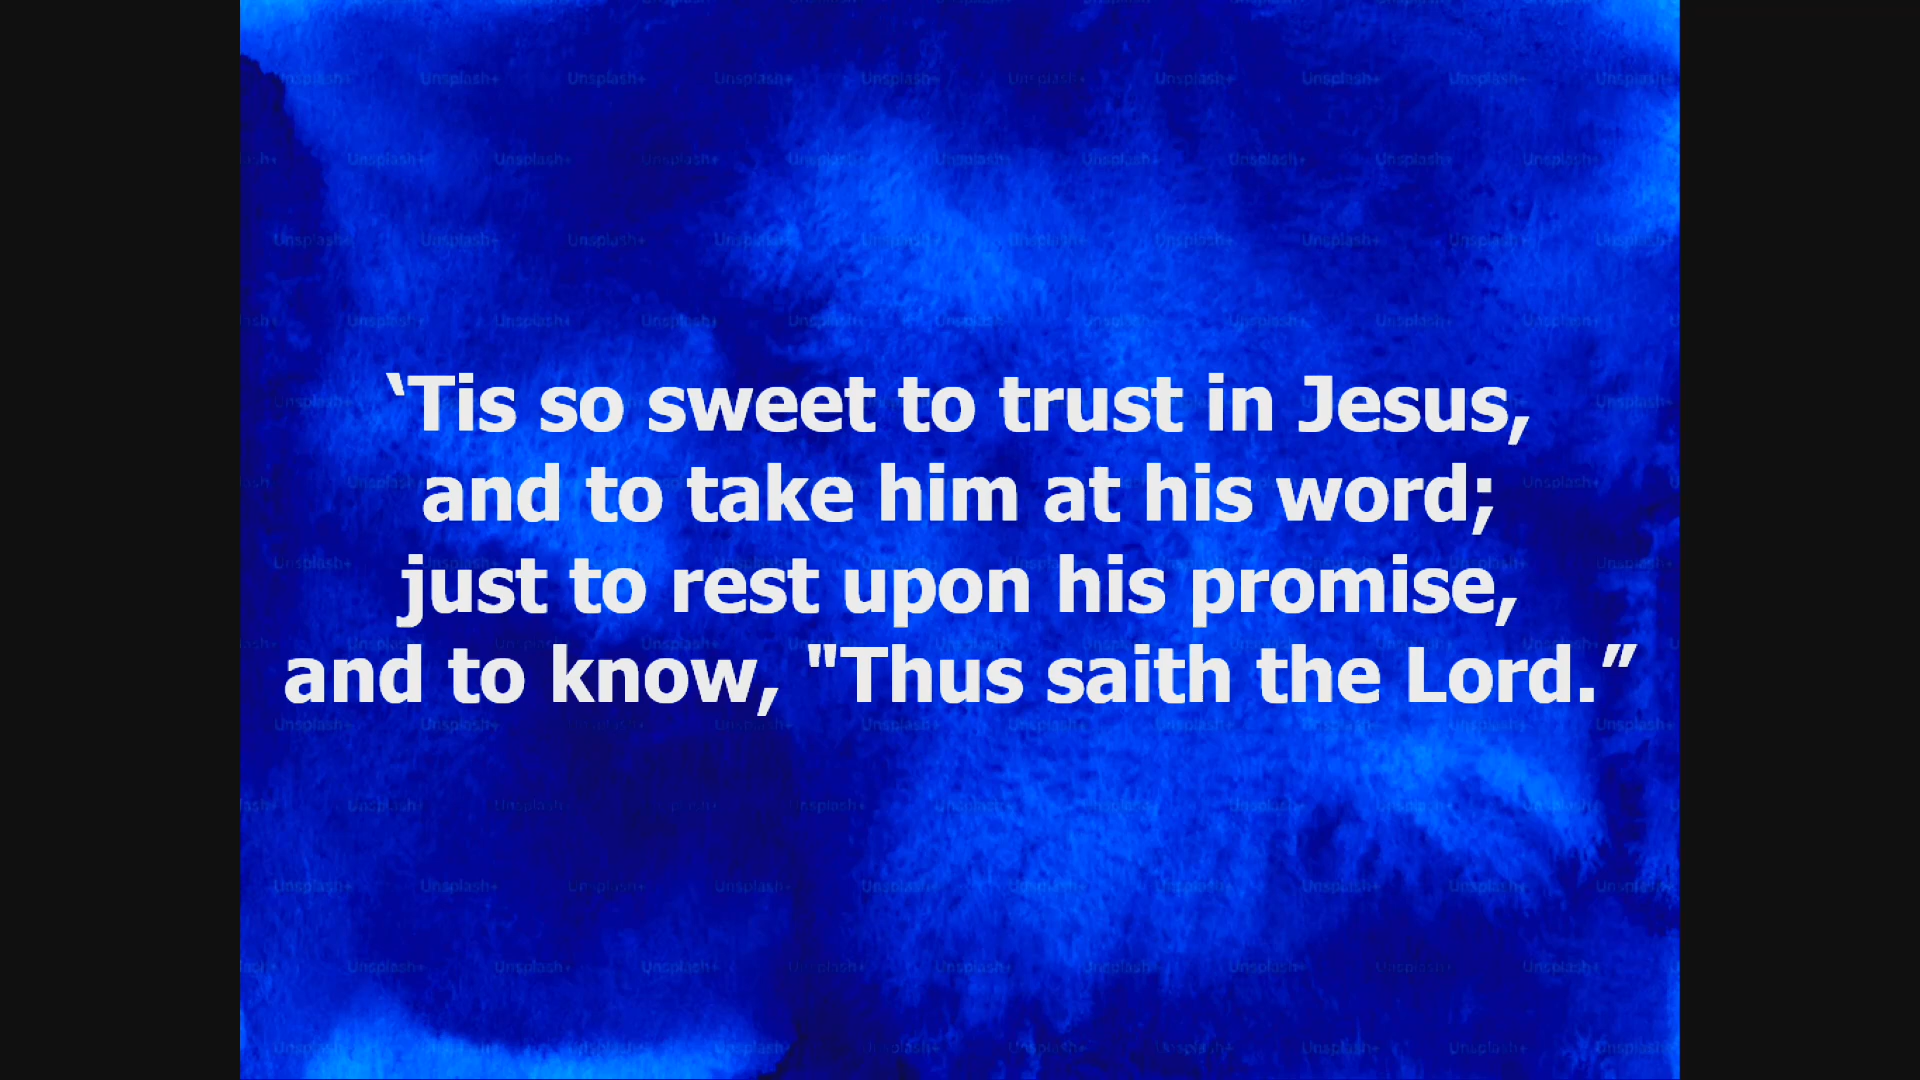 ‘Tis so sweet to trust in Jesus,
and to take him at his word;
just to rest upon his promise,
and to know, "Thus saith the Lord.”